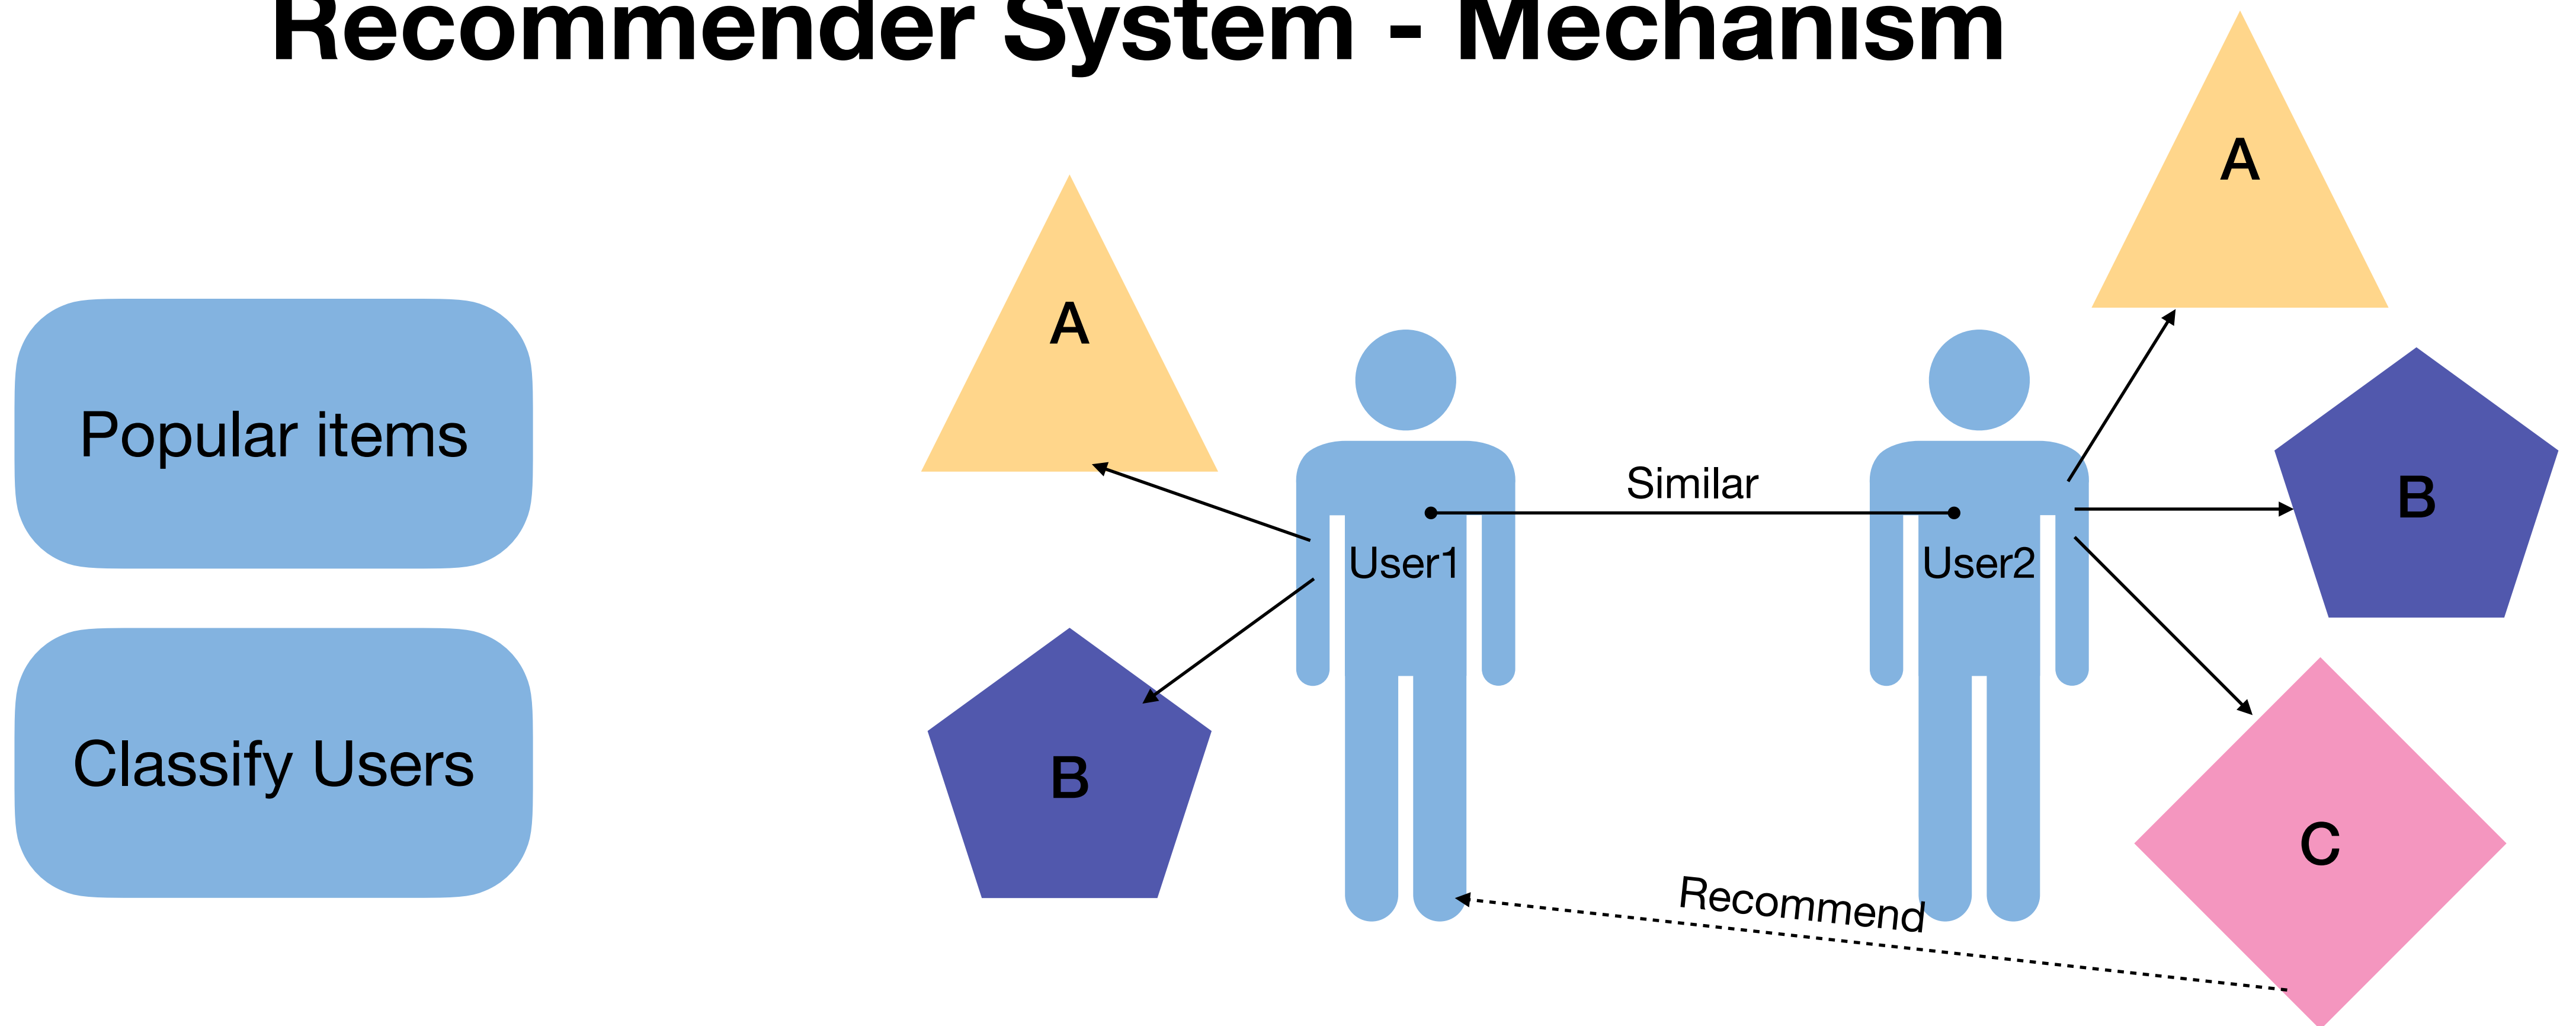 Recommender System - Mechanism
Popular items
Classify Users
A
B
User1
Similar
User2
A
B
C
Recommend